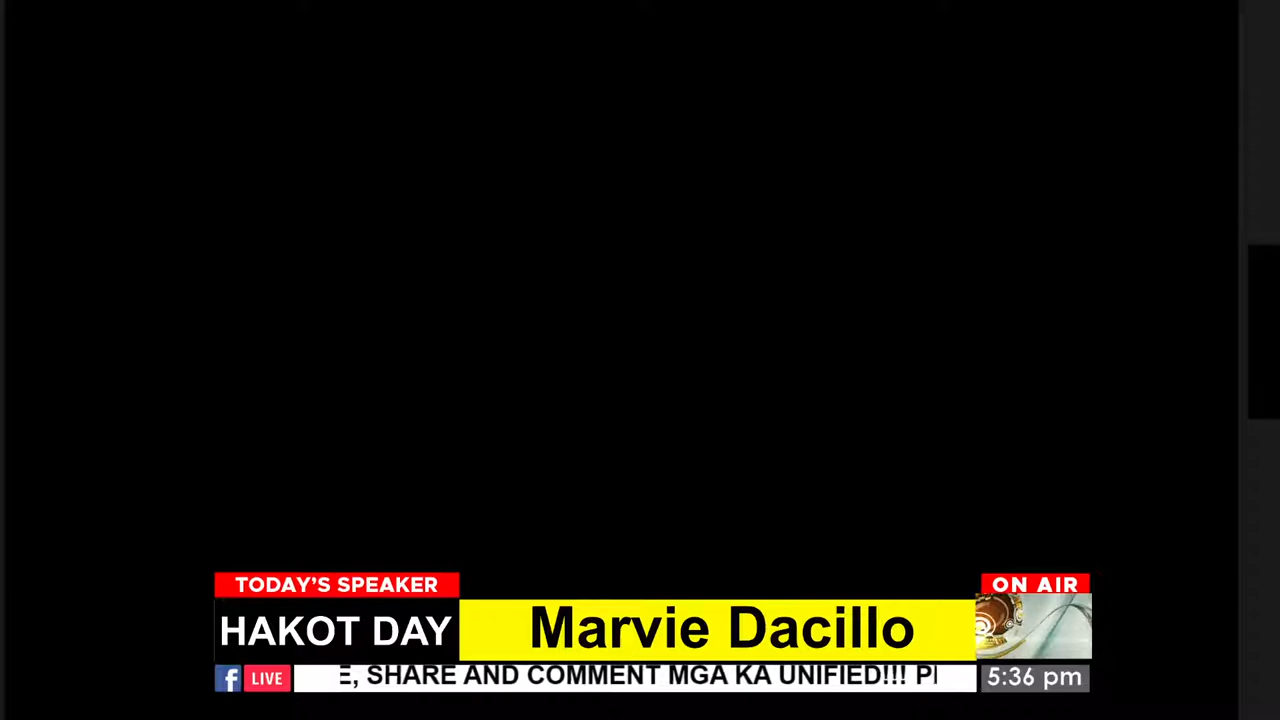 TODAY'S SPEAKER
ON AIR
HAKOT DAY
Marvie Dacillo
LIVE
SHARE AND COMMENT MGA KA UNIFIED!!!
5:36 pm